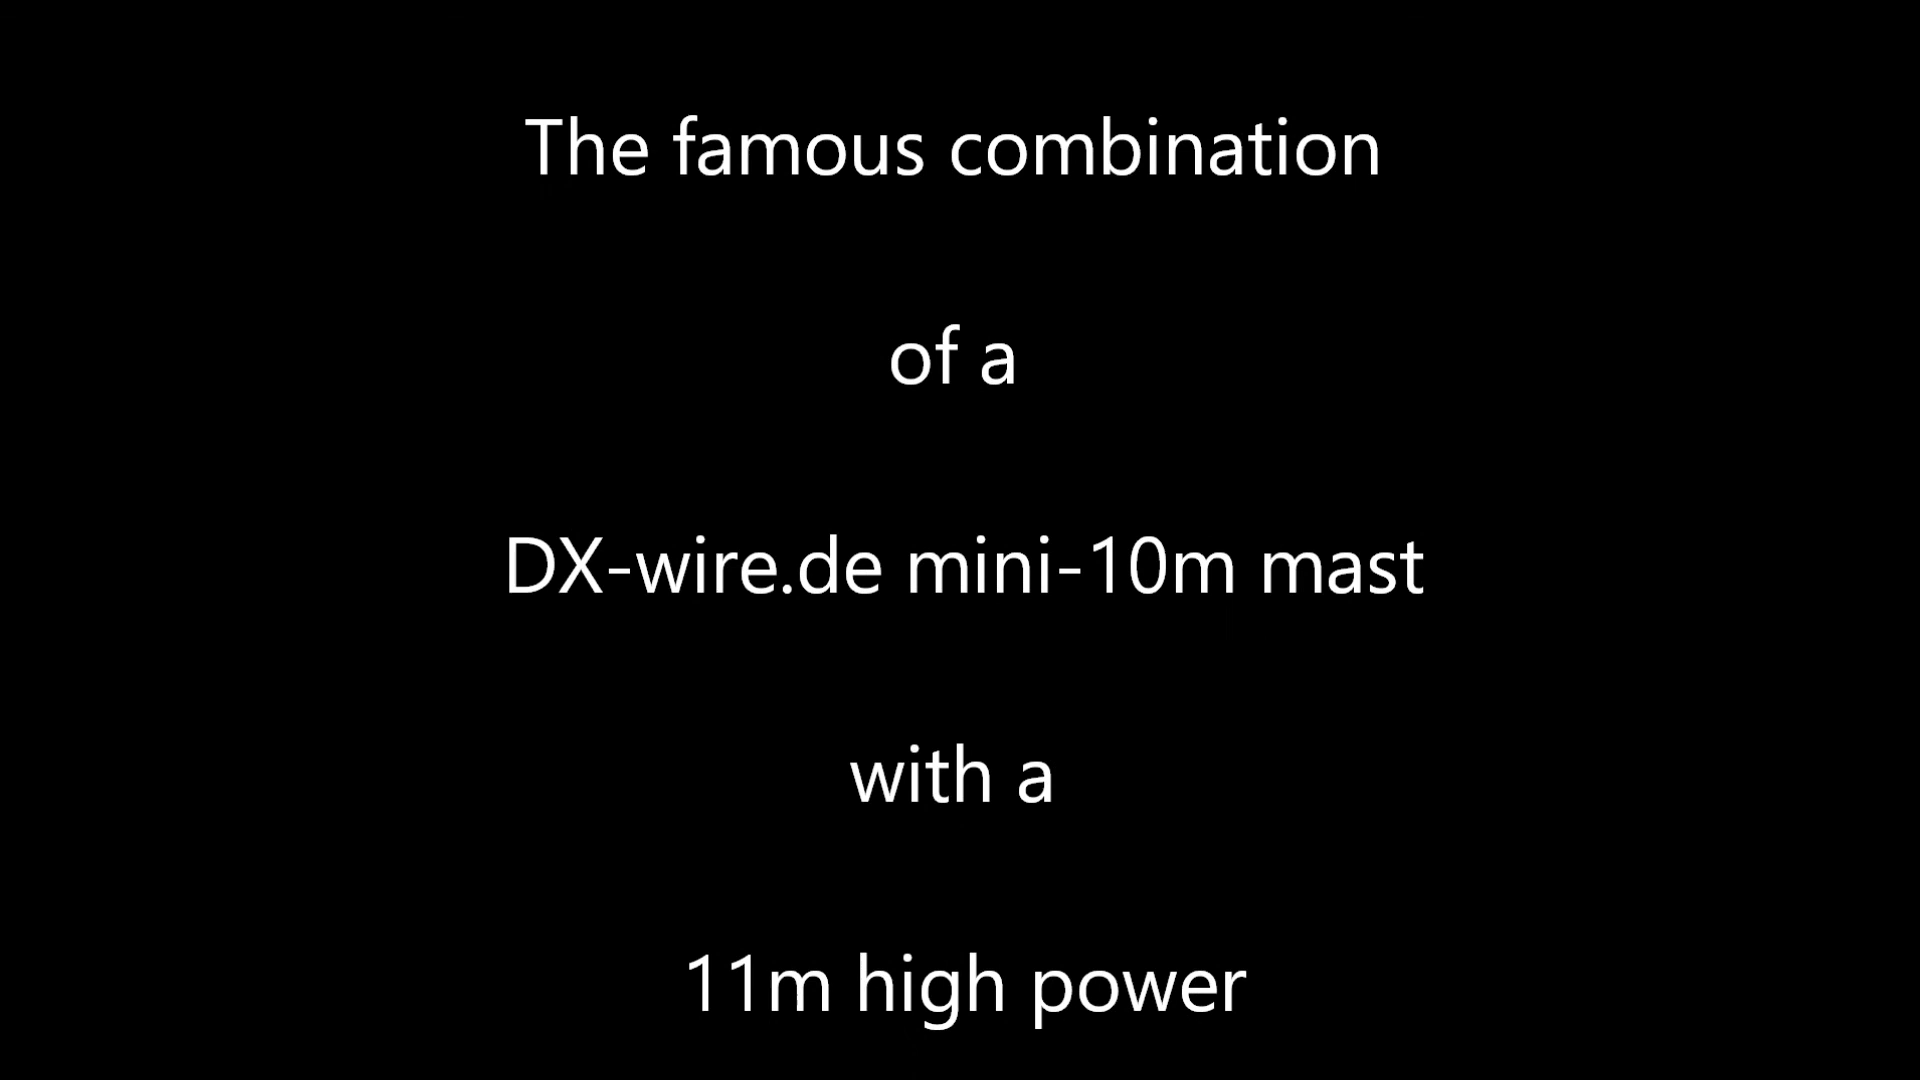 The famous combination
of a
DX-wire.de mini-10m mast
with a
11m high power